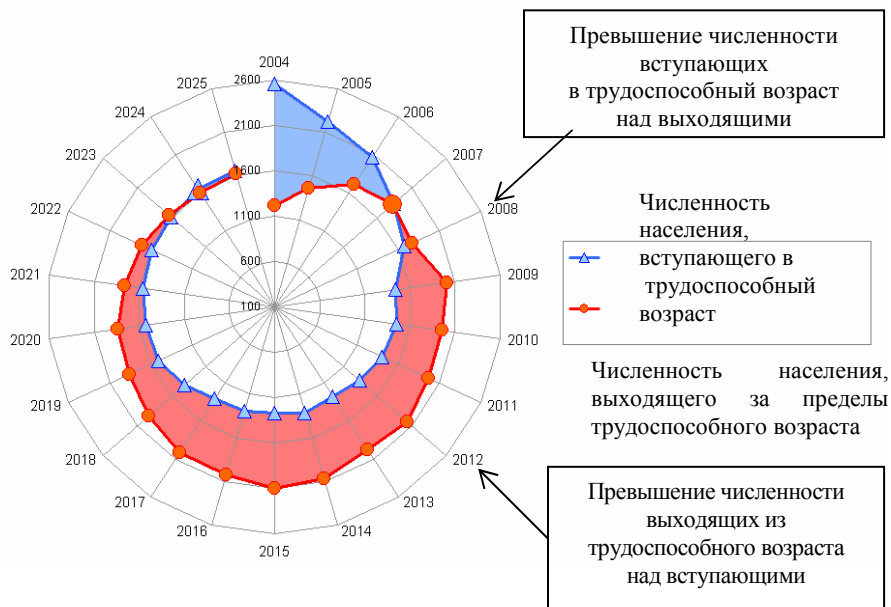 Превышение численности
вступающих
в трудоспособный возраст
над выходящими
2004
2005
2006
2007
2008
2009
2010
2011
2012
2013
2014
2015
2016
2017
2018
2019
2020
2021
2022
2023
2024
2025
2600
2100
1600
1100
600
100
Численность
населения,
вступающего в
трудоспособный
возраст
Численность населения,
выходящего за пределы
трудоспособного возраста
Превышение численности
выходящих из
трудоспособного возраста
над вступающими